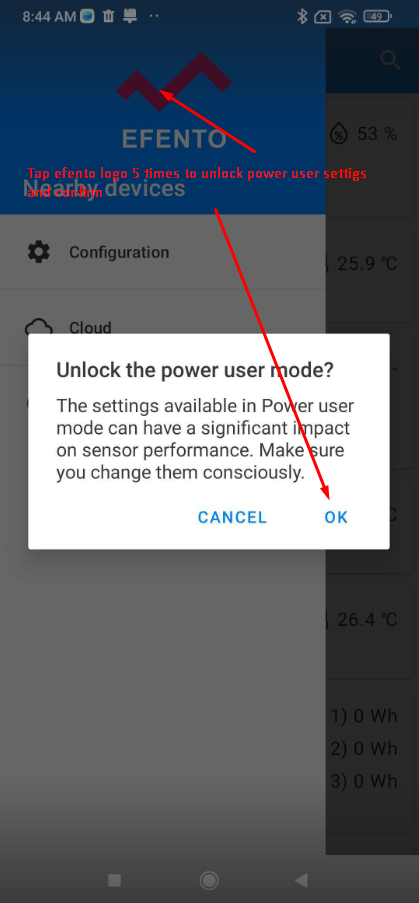 8:44 AM
49
EFENTO
53 %
Tap efento logo 5 times to unlock power user settigs
and confirm
Nearby devices
Configuration
25.9 °C
Cloud
Unlock the power user mode?
The settings available in Power user
mode can have a significant impact
on sensor performance. Make sure
you change them consciously.
CANCEL
OK
26.4 °C
1) 0 Wh
2) 0 Wh
3) 0 Wh